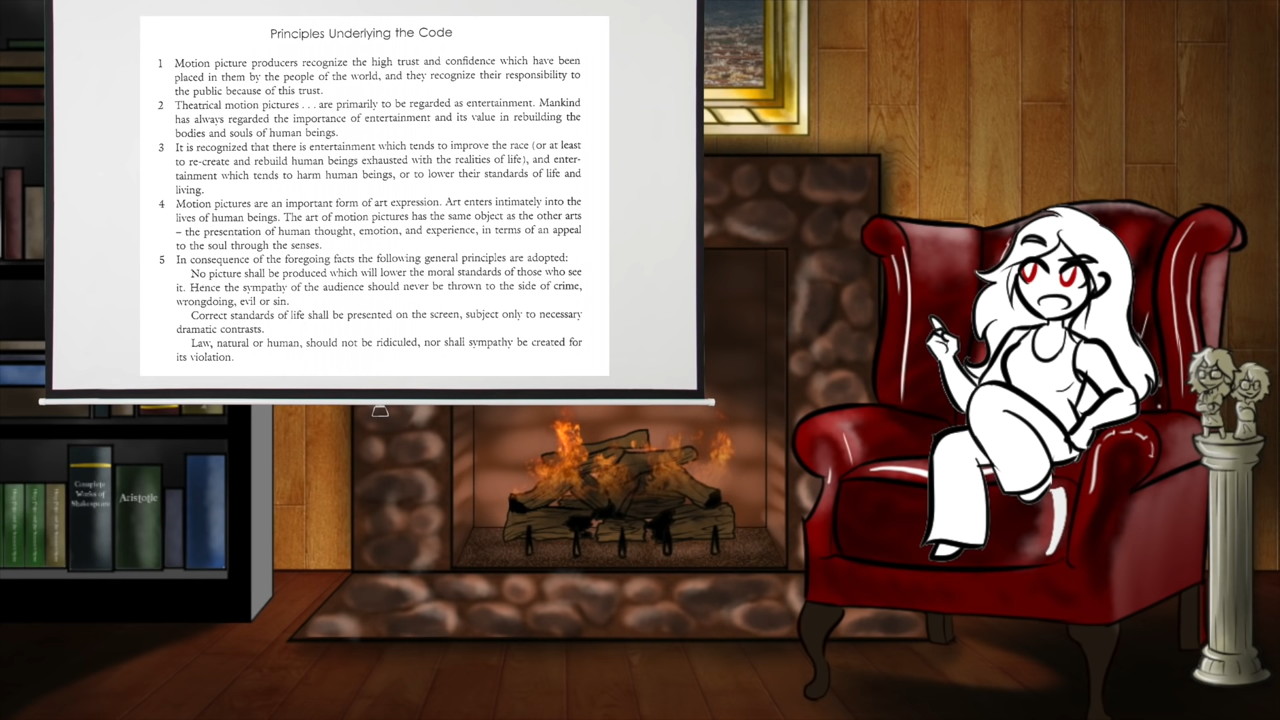 Principles Underlying the Code
1 Motion picture producers recognize the high trust and confidence which have been
placed in them by the people of the world, and they recognize their responsibility to
the public because of this trust.
2 Theatrical motion pictures . . . are primarily to be regarded as entertainment. Mankind
has always regarded the importance of entertainment and its value in rebuilding the
bodies and souls of human beings.
3 It is recognized that there is entertainment which tends to improve the race (or at least
to re-create and rebuild human beings exhausted with the realities of life), and enter-
tainment which tends to harm human beings, or to lower their standards of life and
living.
4 Motion pictures are an important form of art expression. Art enters intimately into the
lives of human beings. The art of motion pictures has the same object as the other arts
– the presentation of human thought, emotion, and experience, in terms of an appeal
to the soul through the senses.
5 In consequence of the foregoing facts the following general principles are adopted:
No picture shall be produced which will lower the moral standards of those who see
it. Hence the sympathy of the audience should never be thrown to the side of crime,
wrongdoing, evil or sin.
Correct standards of life shall be presented on the screen, subject only to necessary
dramatic contrasts.
Law, natural or human, should not be ridiculed, nor shall sympathy be created for
its violation.
Complete
Works of
Shakespeare
Aristotle